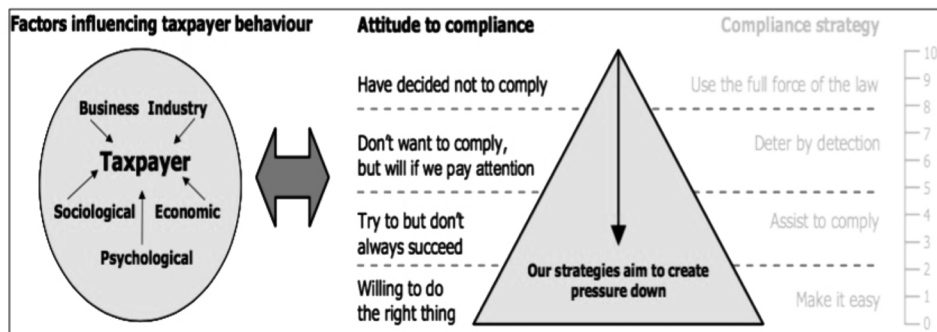 Factors influencing taxpayer behaviour
Business Industry
Taxpayer
Sociological Economic
Psychological
Attitude to compliance
Have decided not to comply
Don't want to comply,
but will if we pay attention
Try to but don't
always succeed
Willing to do
the right thing
Our strategies aim to create
pressure down
Compliance strategy
Use the full force of the law
Deter by detection
Assist to comply
Make it easy
10
9
8
7
6
5
4
3
2
1
0